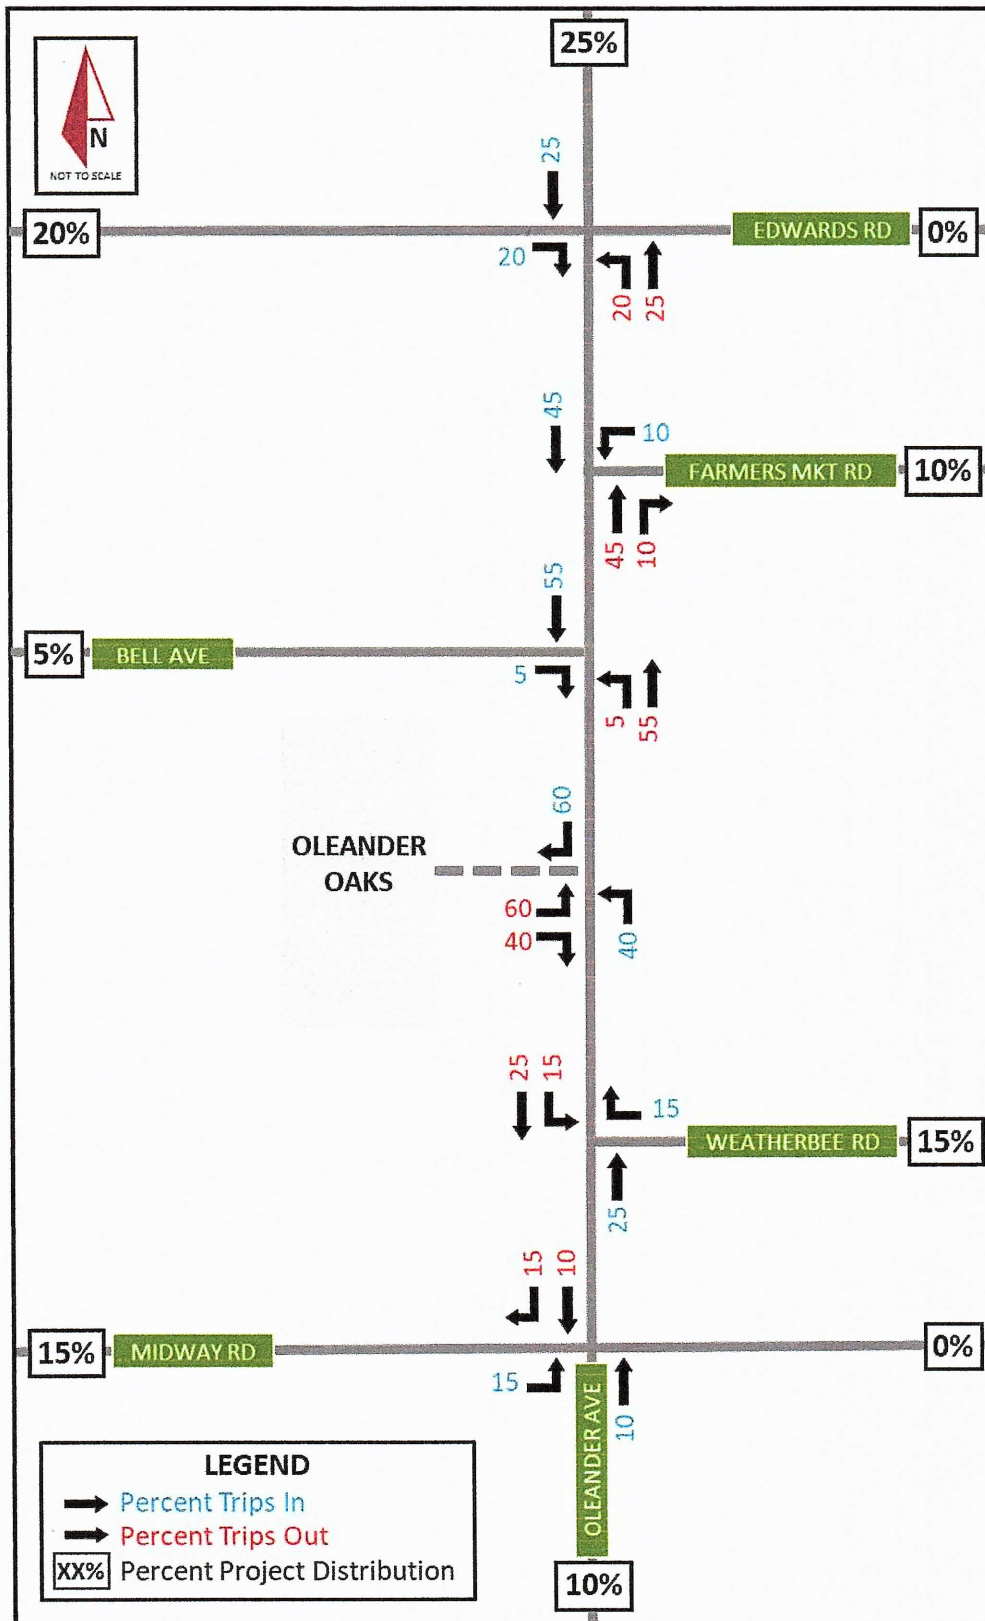 25%
N
NOT TO SCALE
25
20%
EDWARDS RD
0%
20
20
25
45
10
FARMERS MKT RD
10%
45
10
55
5%
BELL AVE
5
5
55
60
OLEANDER
OAKS
60
40
40
25
15
15
WEATHERBEE RD
15%
25
15
10
15%
MIDWAY RD
0%
15
10
OLEANDER AVE
LEGEND
Percent Trips In
Percent Trips Out
XX% Percent Project Distribution
10%